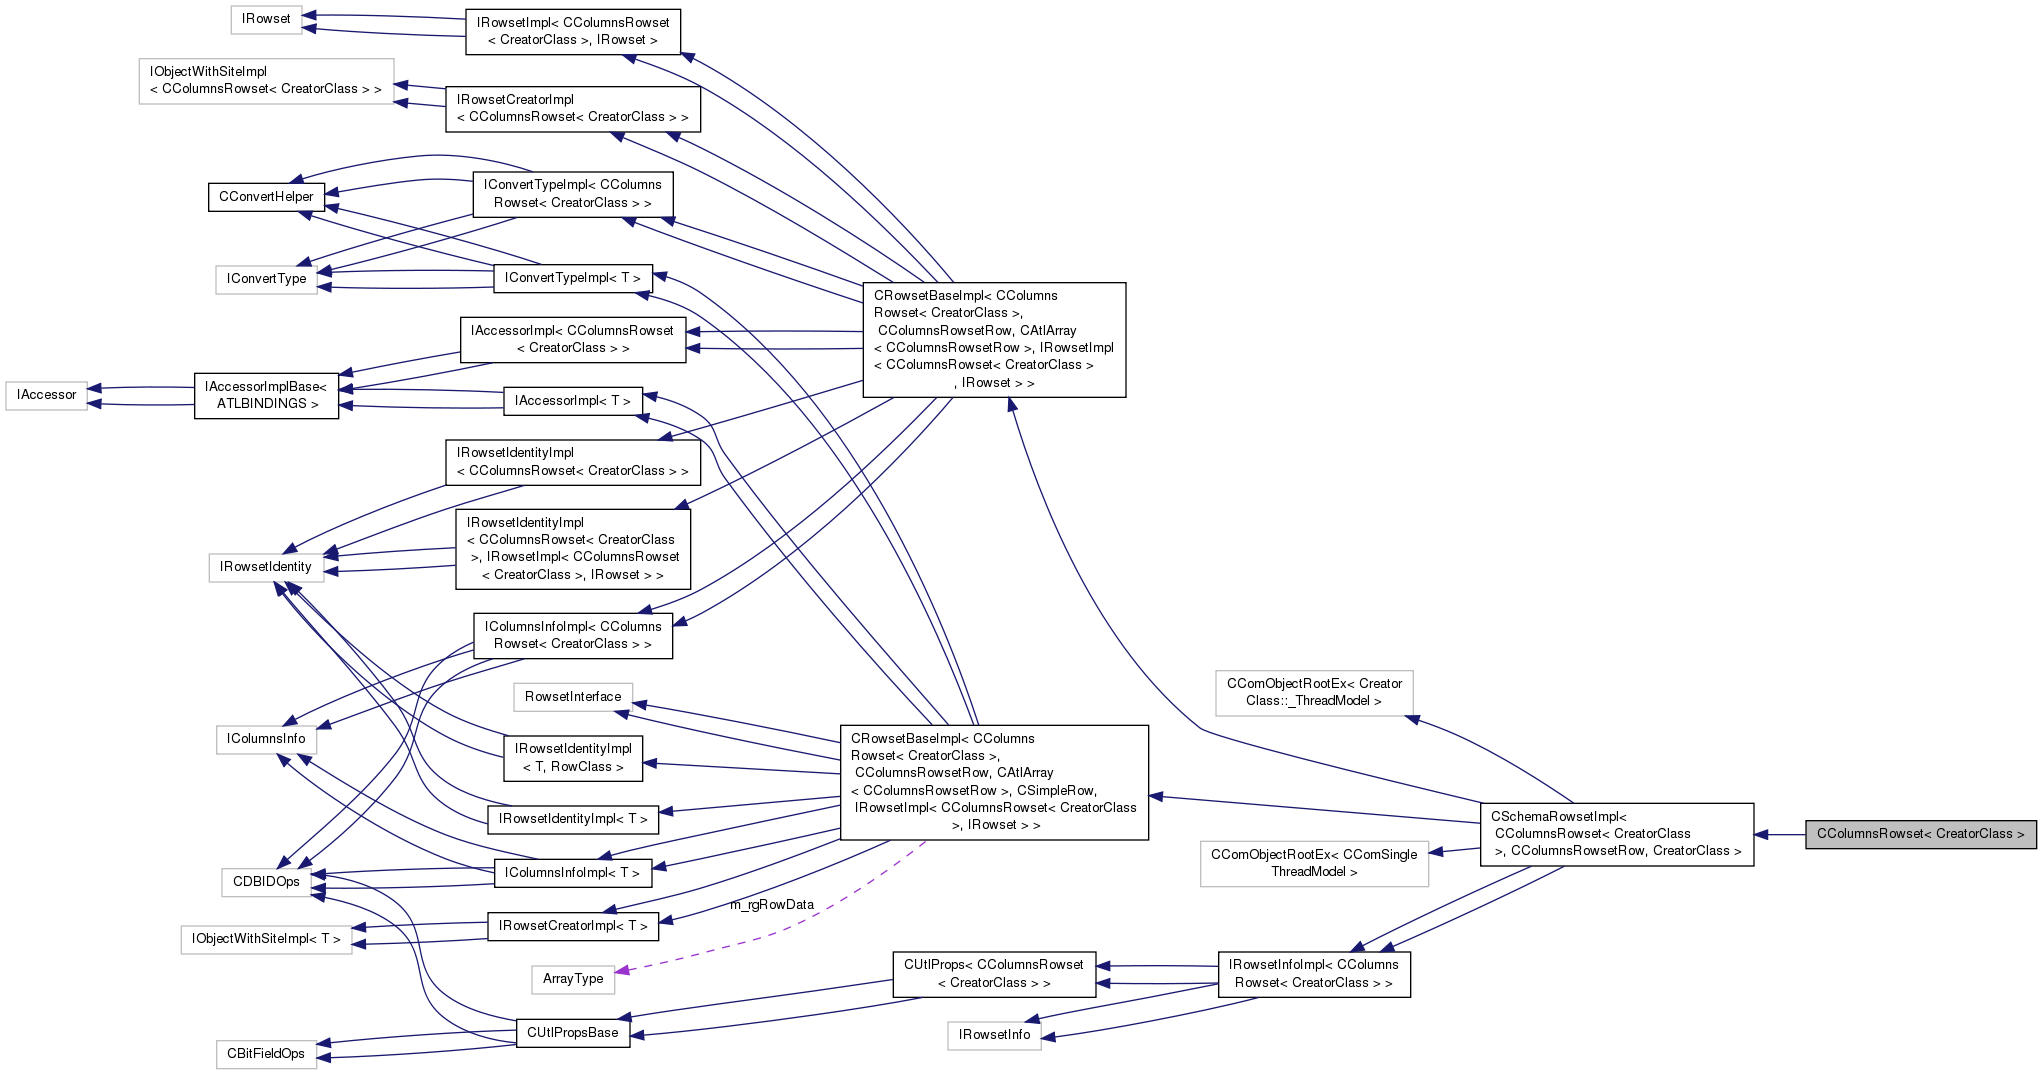 IRowset
IRowsetImpl< CColumnsRowset
< CreatorClass >, IRowset >
IObjectWithSiteImpl
< CColumnsRowset< CreatorClass > >
IRowsetCreatorImpl
< CColumnsRowset< CreatorClass > >
CConvertHelper
IConvertTypeImpl< CColumns
Rowset< CreatorClass > >
IConvertType
IConvertTypeImpl< T >
CRowsetBaseImpl< CColumns
Rowset< CreatorClass >,
CColumnsRowsetRow, CAtlArray
< CColumnsRowsetRow >, IRowsetImpl
< CColumnsRowset< CreatorClass >
, IRowset > >
IAccessorImpl< CColumnsRowset
< CreatorClass > >
IAccessor
IAccessorImplBase<
ATLBINDINGS >
IAccessorImpl< T >
IRowsetIdentityImpl
< CColumnsRowset< CreatorClass > >
IRowsetIdentityImpl
< CColumnsRowset< CreatorClass
>, IRowsetImpl< CColumnsRowset
< CreatorClass >, IRowset > >
IRowsetIdentity
IColumnsInfoImpl< CColumns
Rowset< CreatorClass > >
RowsetInterface
CComObjectRootEx< Creator
Class::_ThreadModel >
IColumnsInfo
IRowsetIdentityImpl
< T, RowClass >
CRowsetBaseImpl< CColumns
Rowset< CreatorClass >,
CColumnsRowsetRow, CAtlArray
< CColumnsRowsetRow >, CSimpleRow,
IRowsetImpl< CColumnsRowset< CreatorClass
>, IRowset > >
IRowsetIdentityImpl< T >
CSchemaRowsetImpl<
CColumnsRowset< CreatorClass
>, CColumnsRowsetRow, CreatorClass >
CColumnsRowset< CreatorClass >
CComObjectRootEx< CComSingle
ThreadModel >
CDBIDOps
IColumnsInfoImpl< T >
m_rgRowData
IObjectWithSiteImpl< T >
IRowsetCreatorImpl< T >
ArrayType
CUtlProps< CColumnsRowset
< CreatorClass > >
IRowsetInfoImpl< CColumns
Rowset< CreatorClass > >
CUtlPropsBase
IRowsetInfo
CBitFieldOps